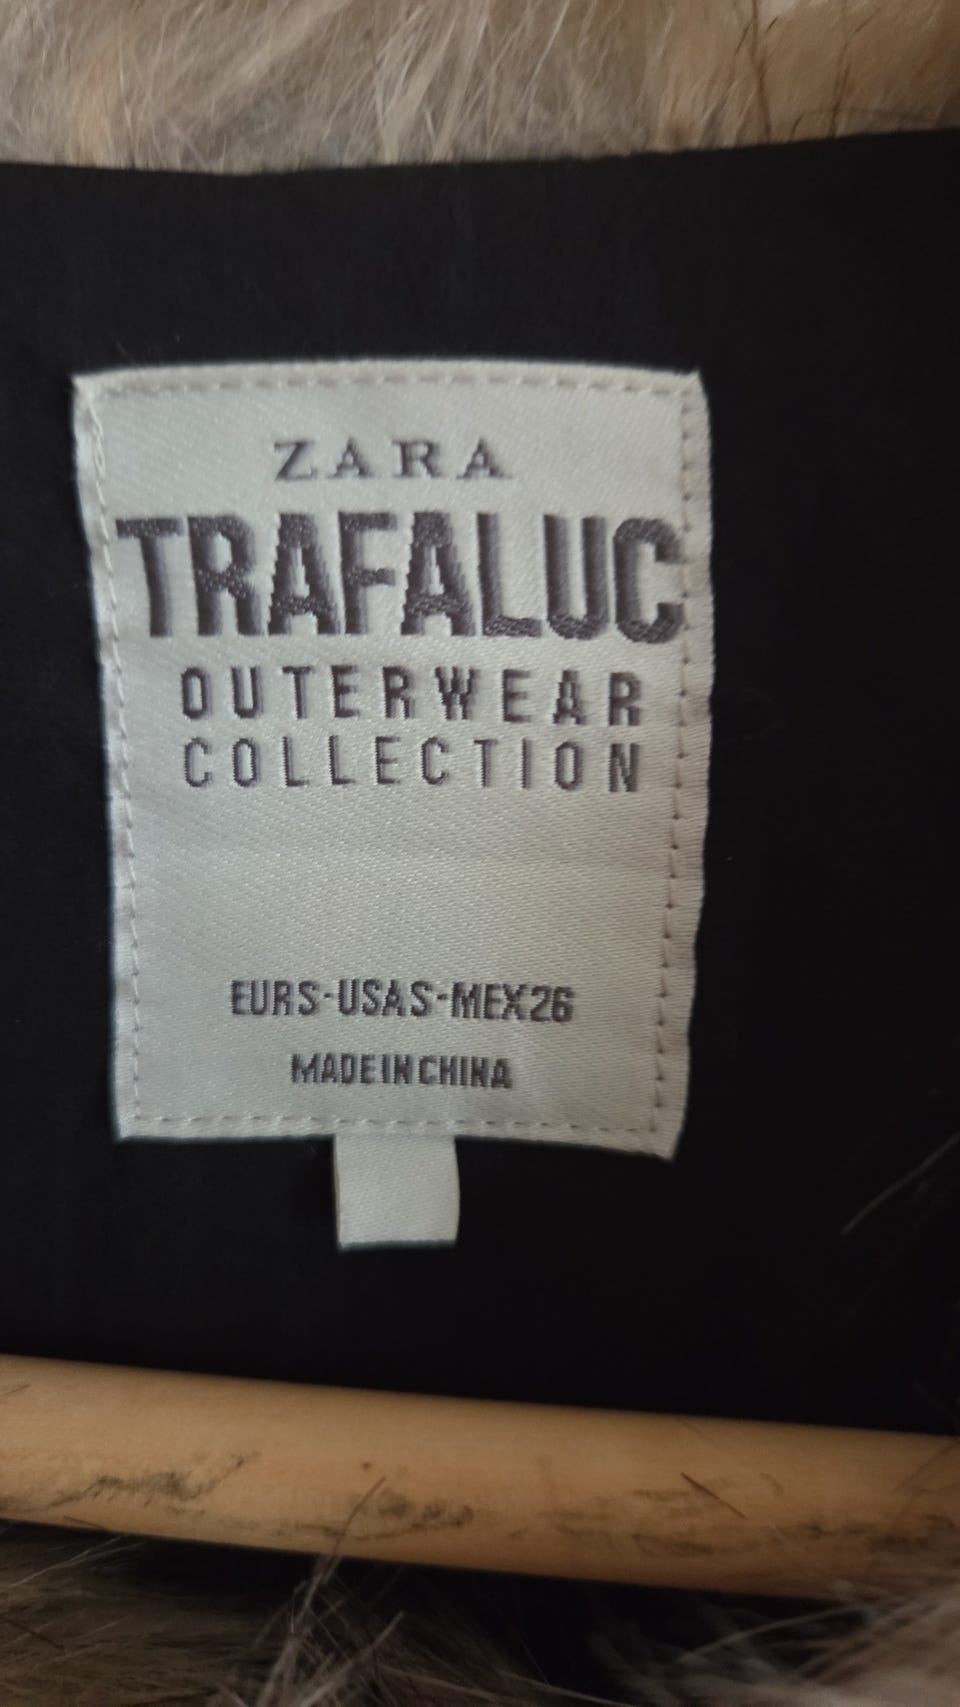 ZARA
TRAFALUC
OUTERWEAR
COLLECTION
EURS-USAS-MEX26
MADE IN CHINA